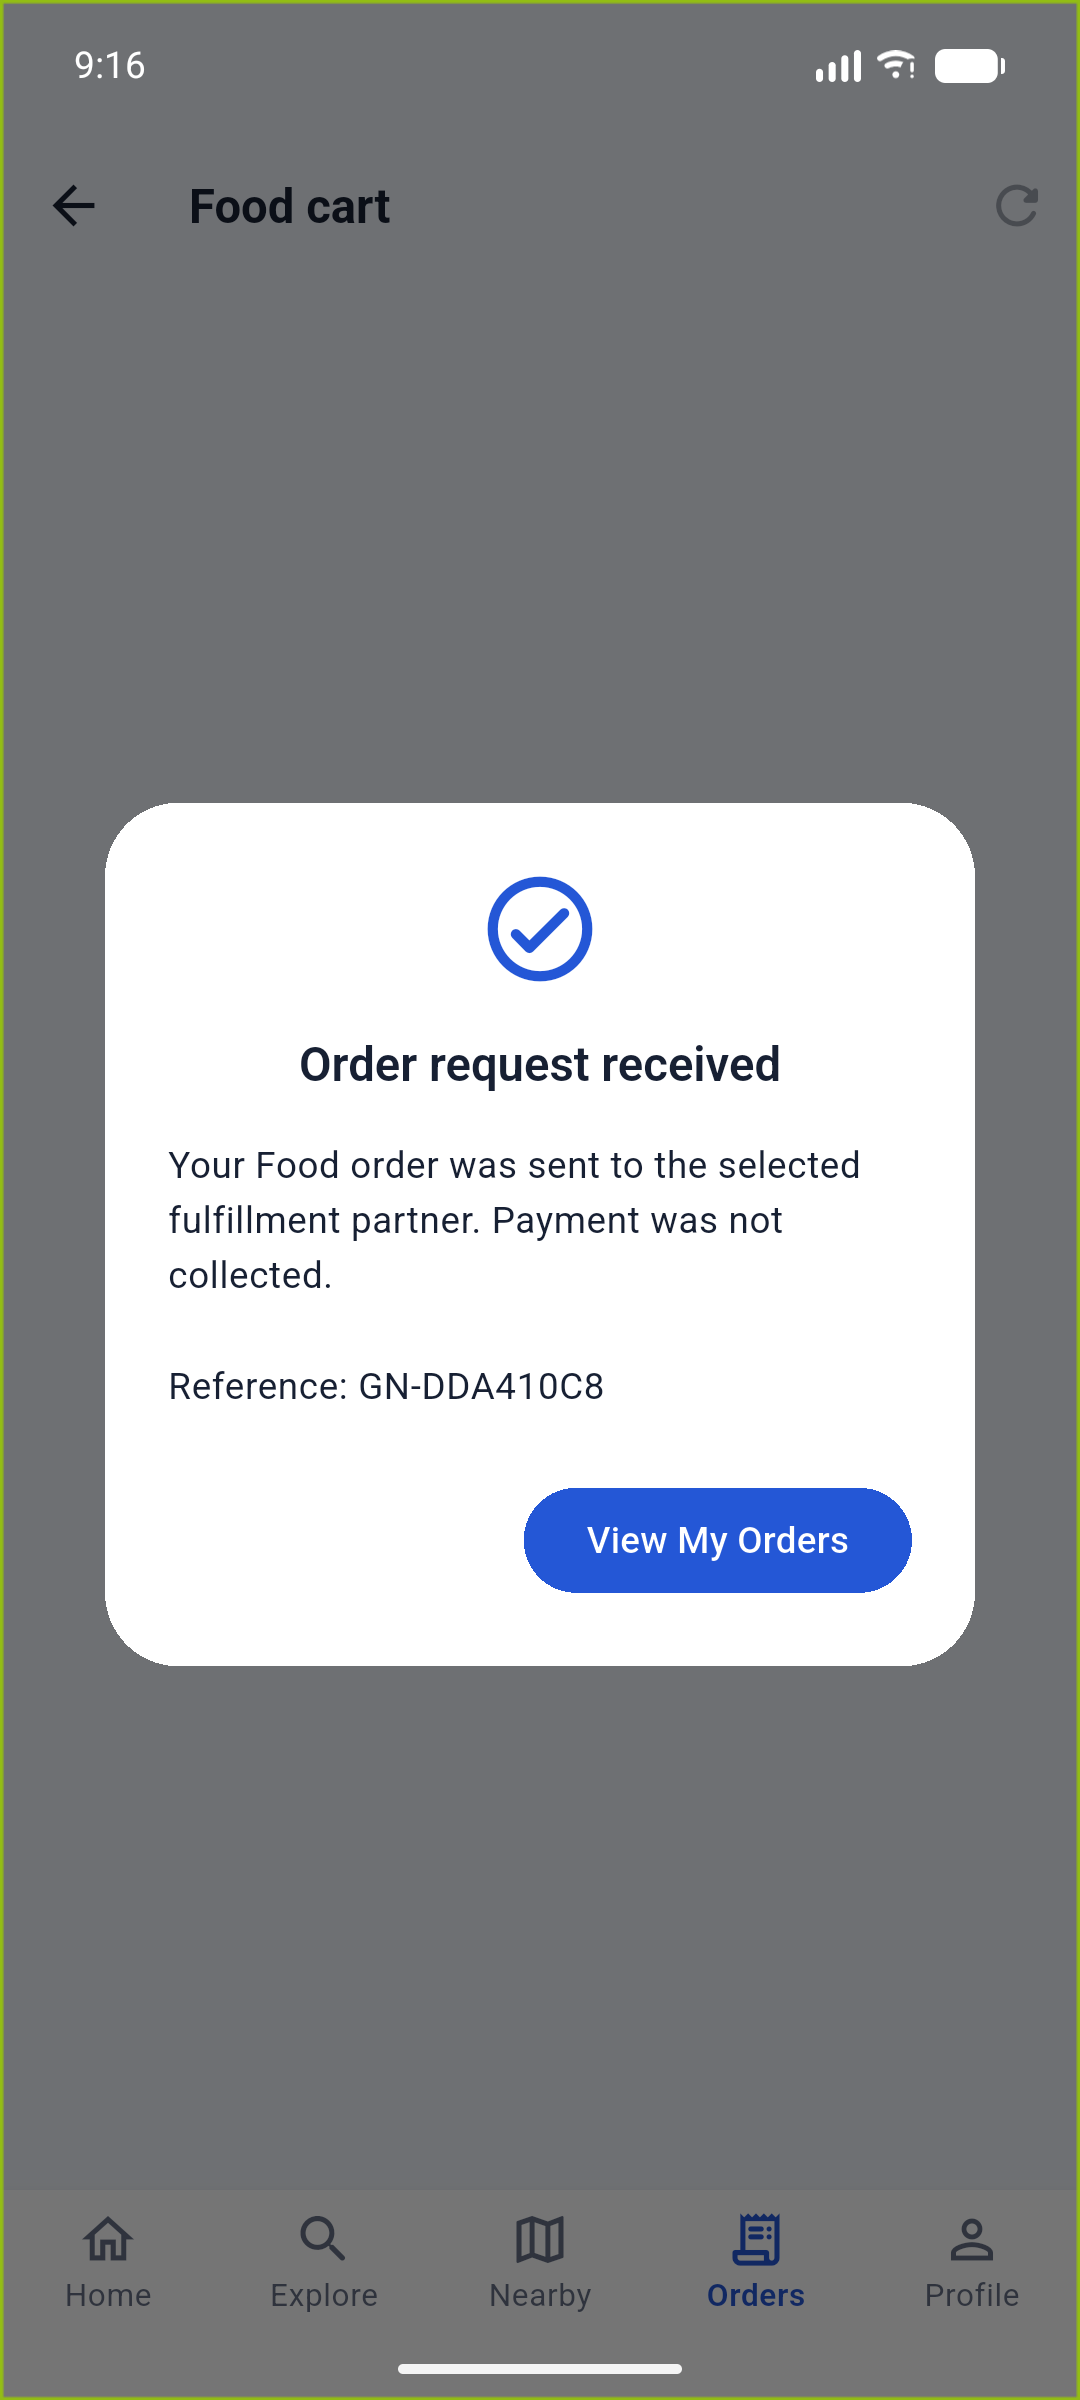 9:16
Food cart
Order request received
Your Food order was sent to the selected
fulfillment partner. Payment was not
collected.
Reference: GN-DDA410C8
View My Orders
Home
Explore
Nearby
Orders
Profile